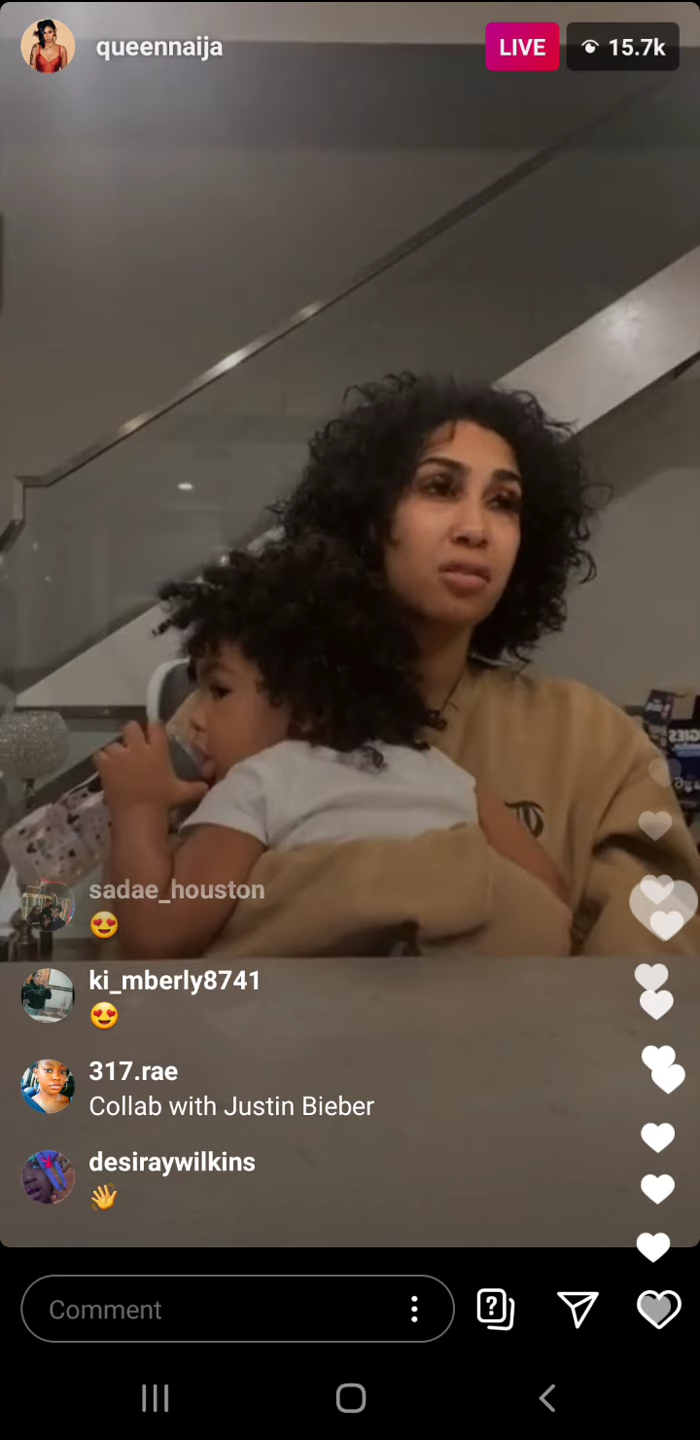 queennaija
LIVE
15.7k
sadae_houston
😍
ki_mberly8741
😍
317.rae
Collab with Justin Bieber
desiraywilkins
👋
Comment